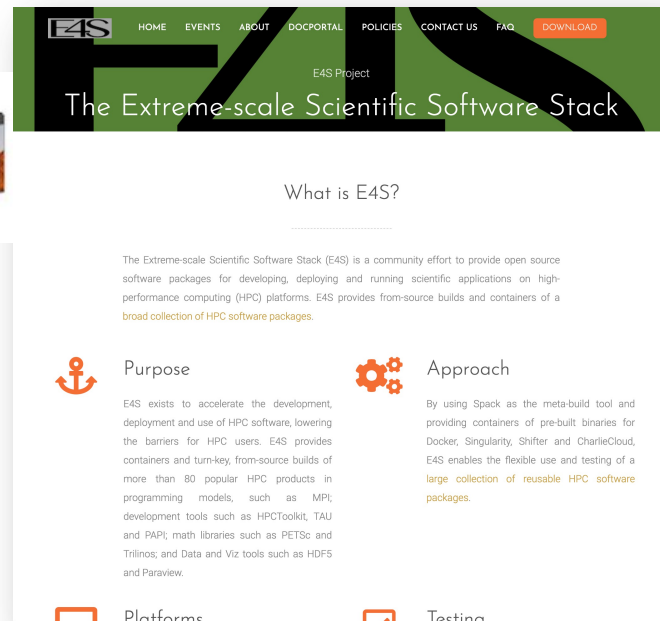 E4S
HOME EVENTS ABOUT DOCPORTAL POLICIES CONTACT US FAQ DOWNLOAD
E4S Project
The Extreme-scale Scientific Software Stack
What is E4S?
The Extreme-scale Scientific Software Stack (E4S) is a community effort to provide open source
software packages for developing, deploying and running scientific applications on high-
performance computing (HPC) platforms. E4S provides from-source builds and containers of a
broad collection of HPC software packages.
Purpose
E4S exists to accelerate the development,
deployment and use of HPC software, lowering
the barriers for HPC users. E4S provides
containers and turn-key, from-source builds of
more than 80 popular HPC products in
programming models, such as MPI;
development tools such as HPCToolkit, TAU
and PAPI; math libraries such as PETSc and
Trilinos; and Data and Viz tools such as HDF5
and Paraview.
Approach
By using Spack as the meta-build tool and
providing containers of pre-built binaries for
Docker, Singularity, Shifter and CharlieCloud,
E4S enables the flexible use and testing of a
large collection of reusable HPC software
packages.
Platforms
Testing